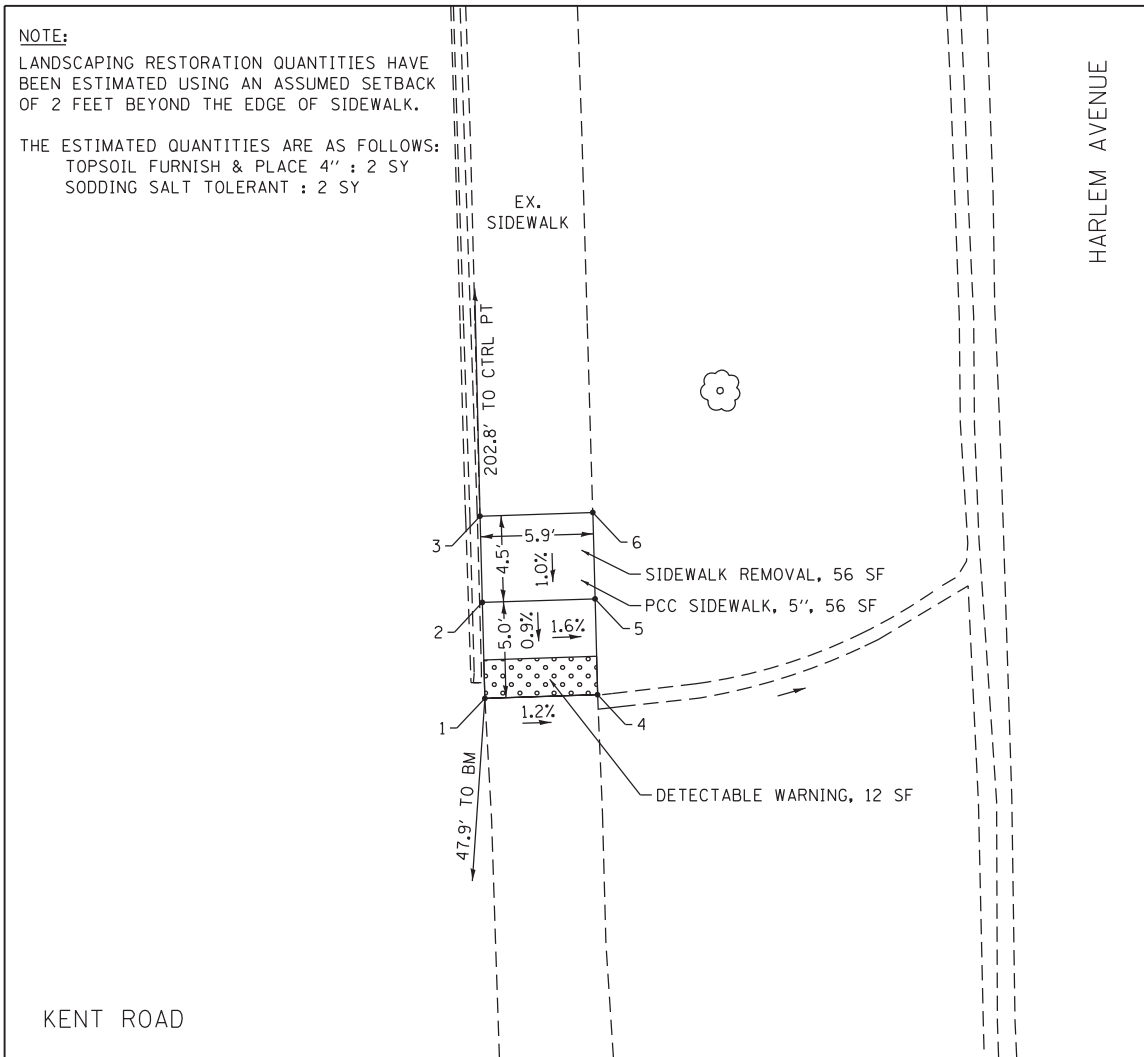 NOTE:
LANDSCAPING RESTORATION QUANTITIES HAVE
BEEN ESTIMATED USING AN ASSUMED SETBACK
OF 2 FEET BEYOND THE EDGE OF SIDEWALK.
THE ESTIMATED QUANTITIES ARE AS FOLLOWS:
TOPSOIL FURNISH & PLACE 4'' : 2 SY
SODDING SALT TOLERANT : 2 SY
HARLEM AVENUE
EX.
SIDEWALK
202.8' TO CTRL PT
3
6
5.9'
4.5'
1.0%
SIDEWALK REMOVAL, 56 SF
PCC SIDEWALK, 5'', 56 SF
2
5
5.0'
0.9%
1.6%
1
4
1.2%
DETECTABLE WARNING, 12 SF
47.9' TO BM
KENT ROAD